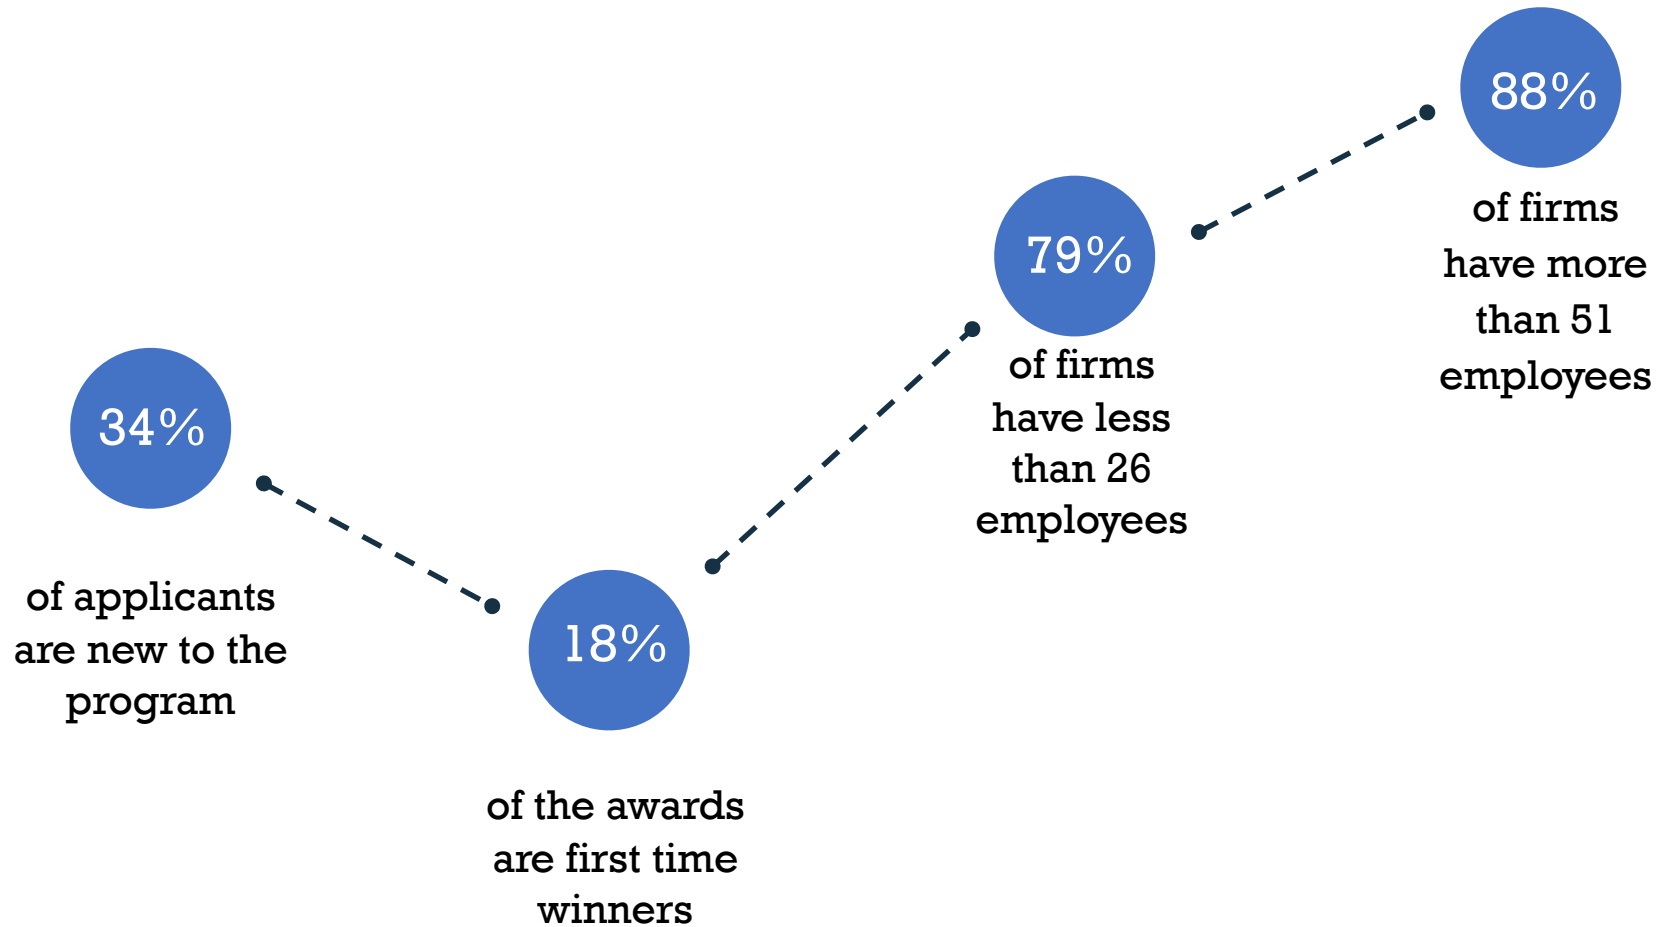 34%
of applicants
are new to the
program
18%
of the awards
are first time
winners
79%
of firms
have less
than 26
employees
88%
of firms
have more
than 51
employees